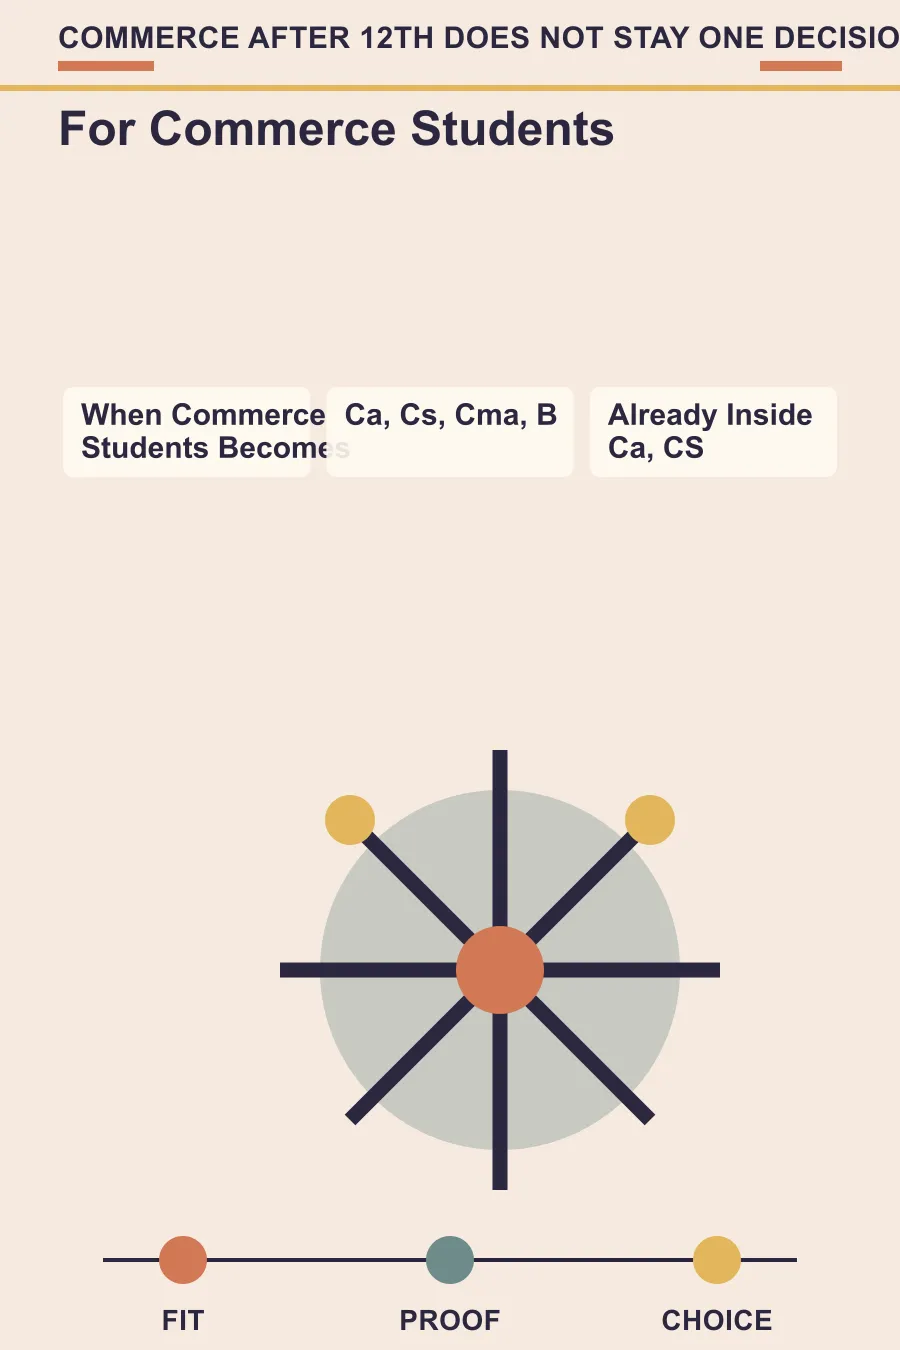 COMMERCE AFTER 12TH DOES NOT STAY ONE DECISIO
For Commerce Students
When Commerce
Students Becomes
Ca, Cs, Cma, B
Already Inside
Ca, CS
FIT
PROOF
CHOICE